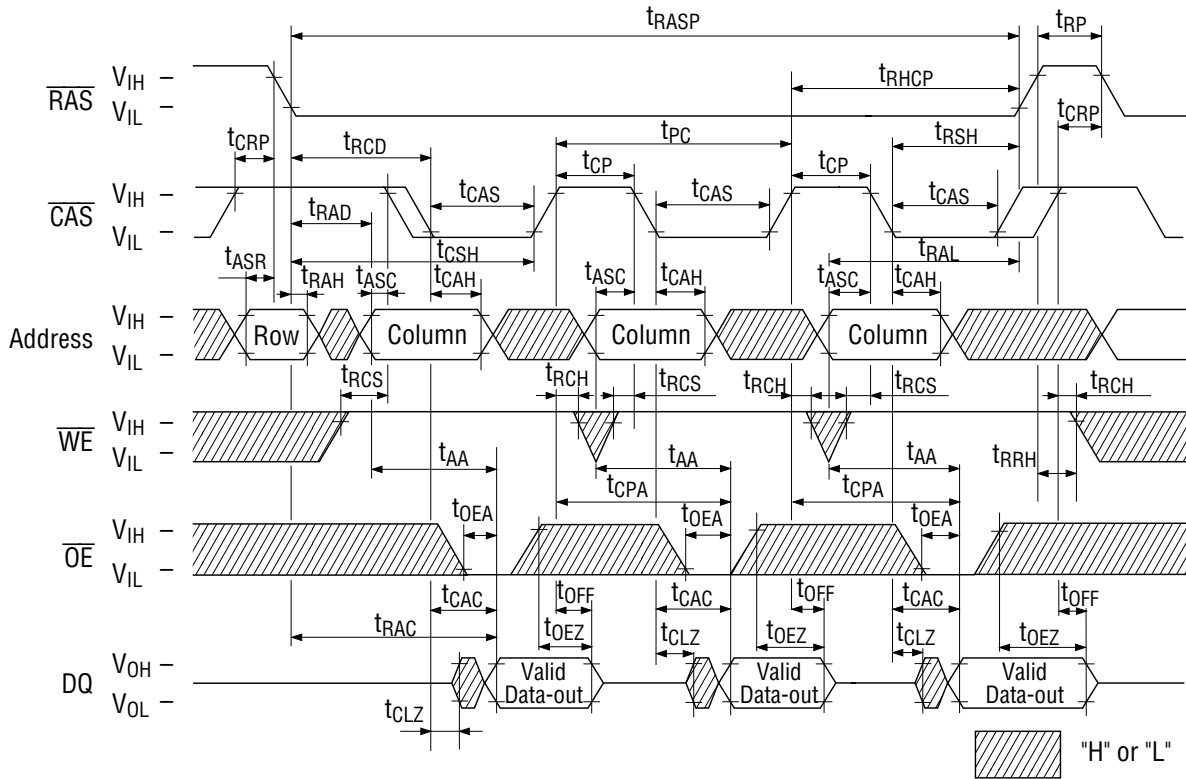 tRASP tRP
RAS VIH VIL tRHCP
tCRP tRCD tPC tRSH tCRP
tCP tCP
CAS VIH VIL tCAS tCAS tCAS
tRAD
tCSH tRAL
tASR tRAH tASC tCAH tASC tCAH tASC tCAH
Address VIH VIL Row Column Column Column
tRCS tRCH tRCS tRCH tRCS tRCH
WE VIH VIL
tAA tAA tAA tRRH
tCPA tCPA
tOEA tOEA tOEA
OE VIH VIL
tCAC tOFF tCAC tOFF tCAC tOFF
tRAC tOEZ tCLZ tOEZ tCLZ tOEZ
DQ VOH VOL Valid Data-out Valid Data-out Valid Data-out
tCLZ
"H" or "L"